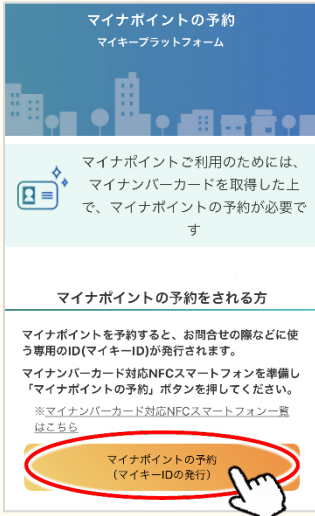 マイナポイントの予約
マイキープラットフォーム
マイナポイントご利用のためには、
マイナンバーカードを取得した上
で、マイナポイントの予約が必要で
す
マイナポイントの予約をされる方
マイナポイントを予約すると、お問合せの際などに使
う専用のID(マイキーID)が発行されます。
マイナンバーカード対応NFCスマートフォンを準備し
「マイナポイントの予約」ボタンを押してください。
※マイナンバーカード対応NFCスマートフォン一覧
はこちら
マイナポイントの予約
（マイキーIDの発行）